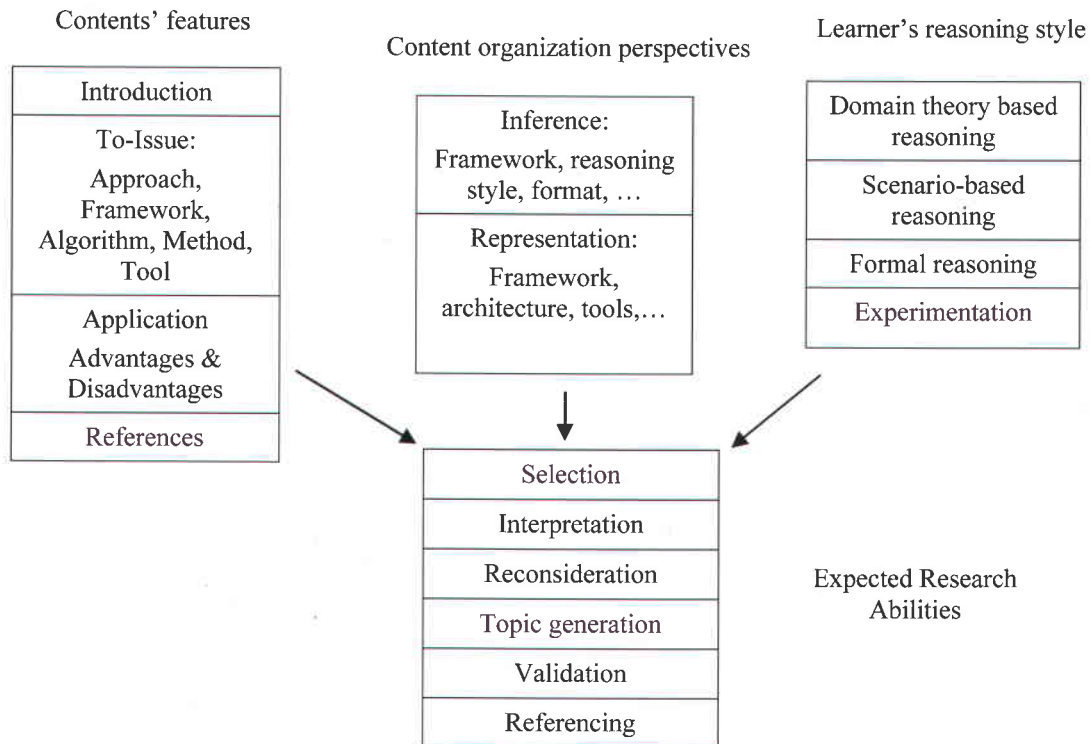 Contents' features
Introduction
To-Issue:
Approach,
Framework,
Algorithm, Method,
Tool
Application
Advantages &
Disadvantages
References
Content organization perspectives
Inference:
Framework, reasoning
style, format, …
Representation:
Framework,
architecture, tools,…
Learner's reasoning style
Domain theory based
reasoning
Scenario-based
reasoning
Formal reasoning
Experimentation
Selection
Interpretation
Reconsideration
Topic generation
Validation
Referencing
Expected Research
Abilities